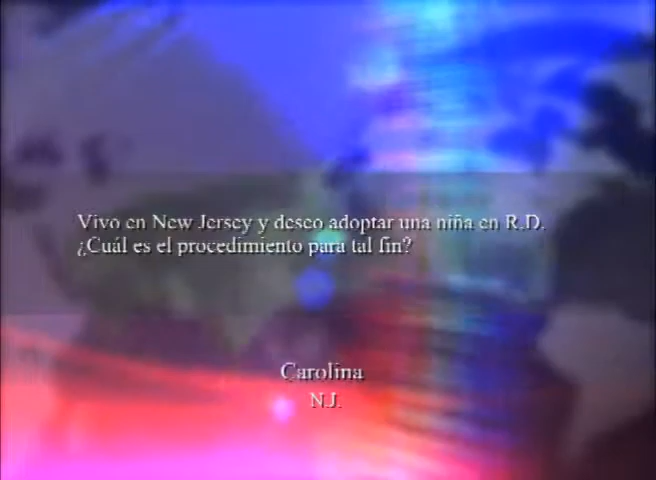 Vivo en New Jersey y deseo adoptar una niña en R.D.
¿Cuál es el procedimiento para tal fin?
Carolina
N.J.